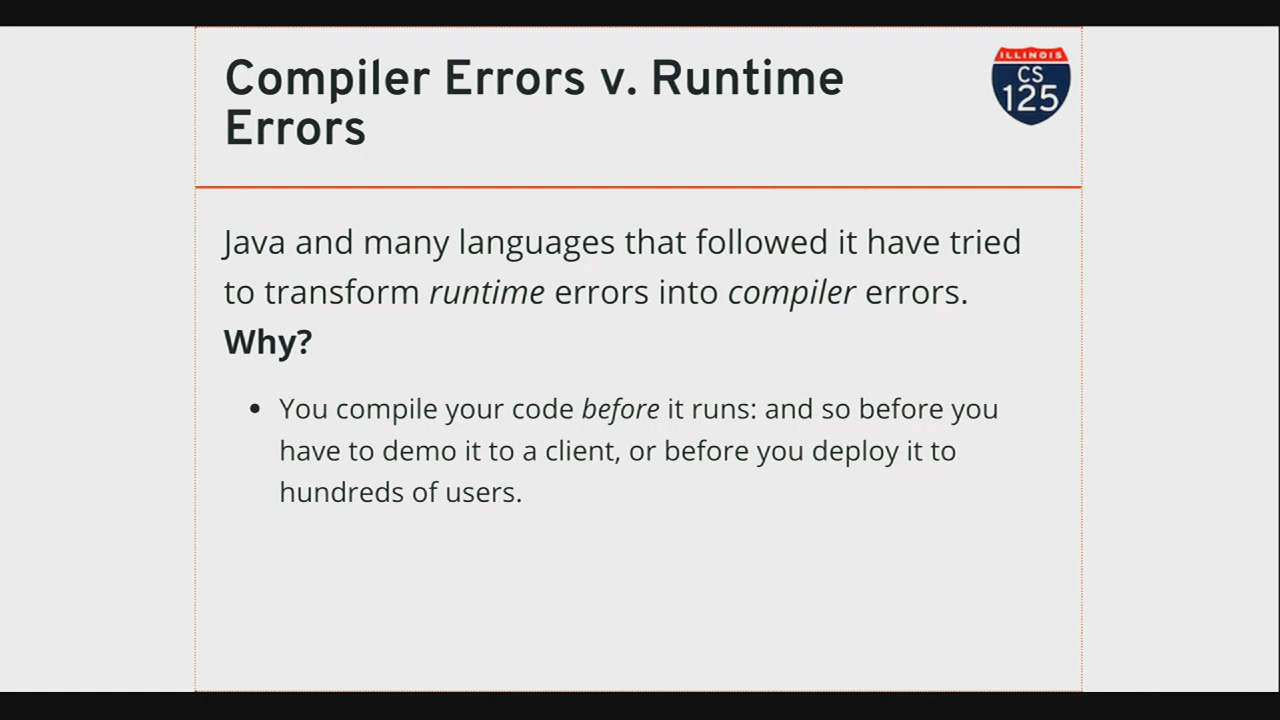 Compiler Errors v. Runtime
Errors
ILLINOIS
CS
125
Java and many languages that followed it have tried
to transform runtime errors into compiler errors.
Why?
• You compile your code before it runs: and so before you
have to demo it to a client, or before you deploy it to
hundreds of users.